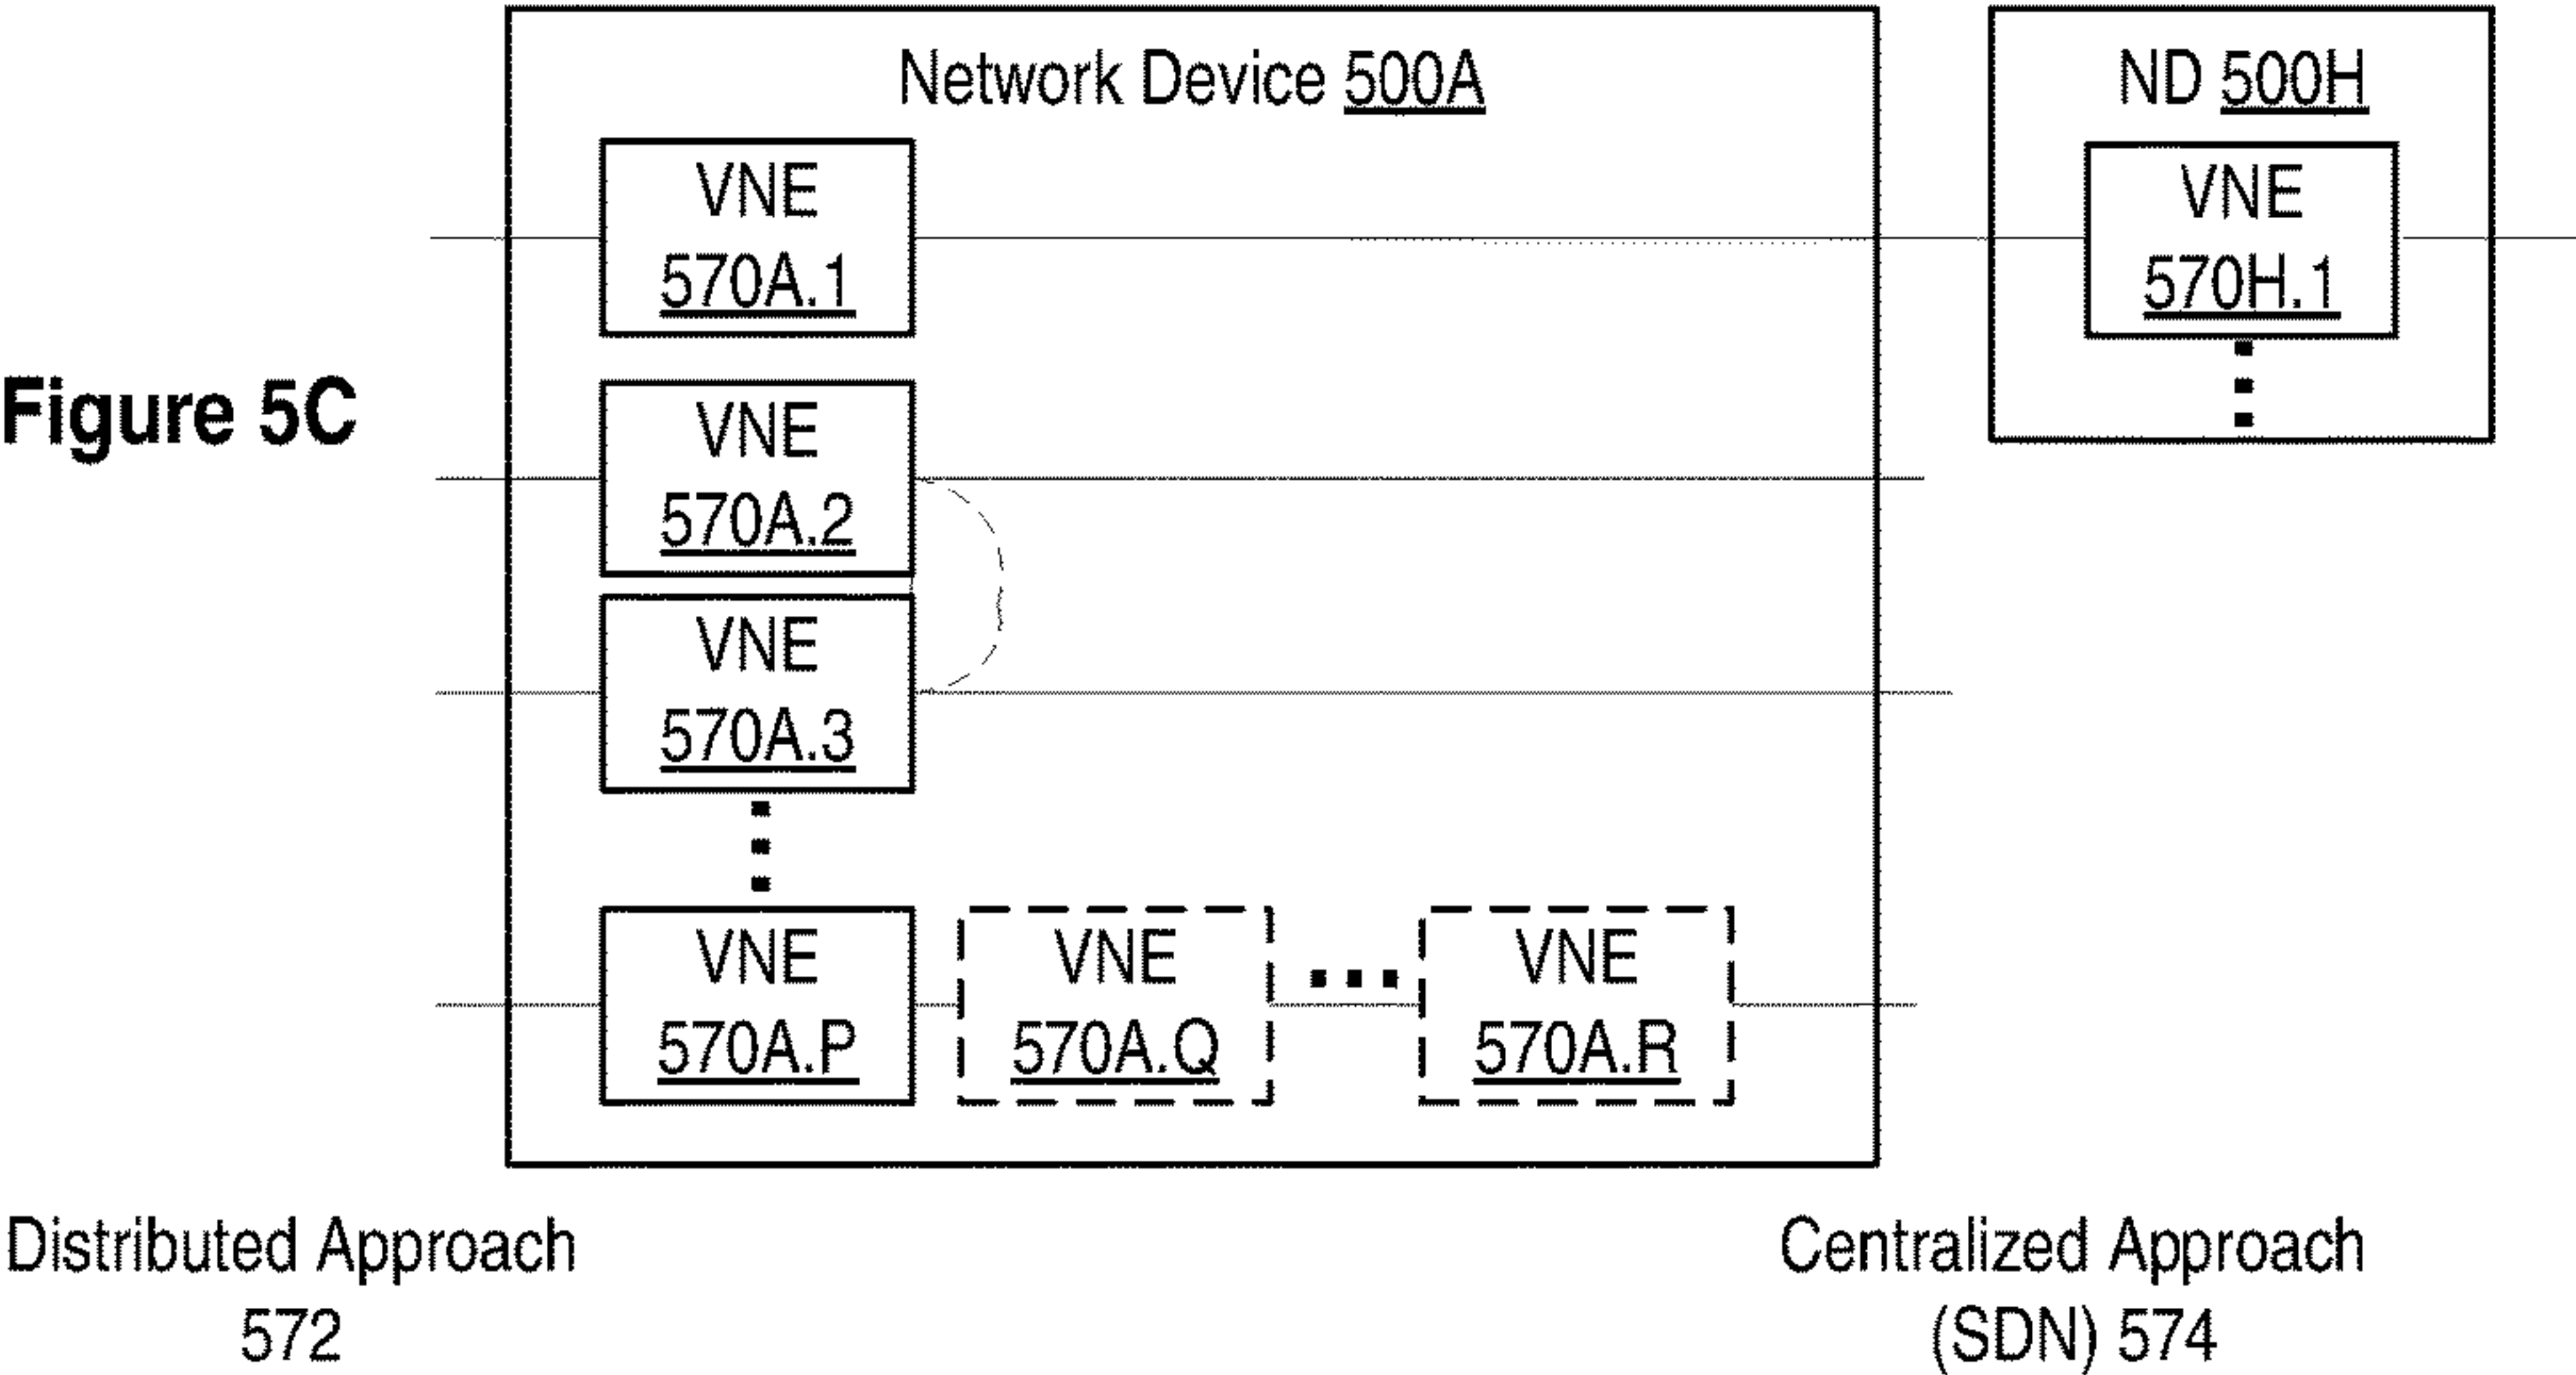 Network Device 500A
ND 500H
VNE
570A.1
VNE
570H.1
Figure 5C
VNE
570A.2
VNE
570A.3
VNE
570A.P
VNE
570A.Q
VNE
570A.R
Distributed Approach
572
Centralized Approach
(SDN) 574